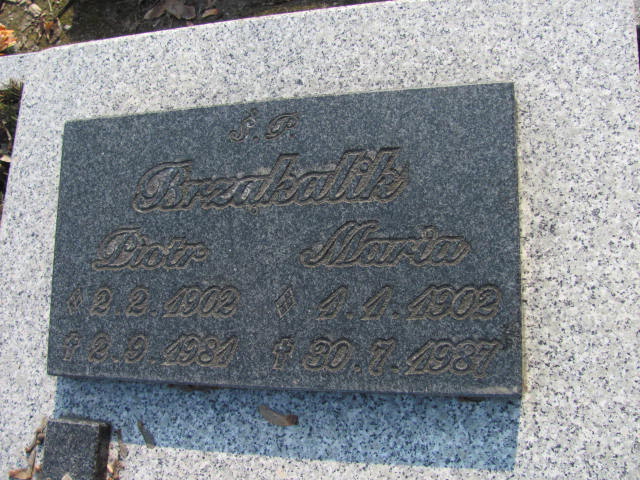 Ś. P.
Brzakalik
Piotr Maria
2.2.1902 1.1.1902
2.9.1981 30.7.1987